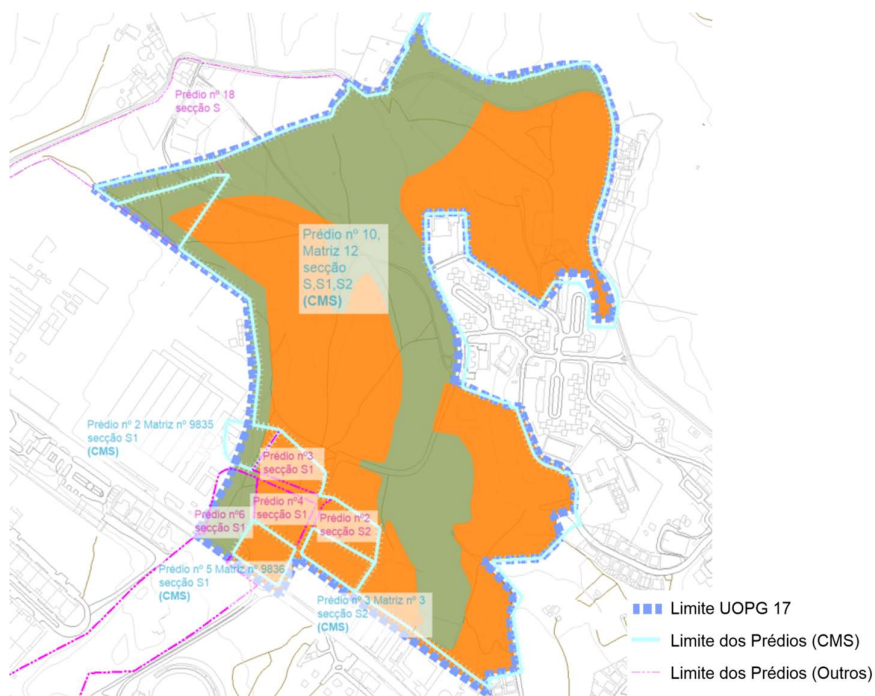 Prédio nº 18
secção S
Prédio nº 10,
Matriz 12
secção
S,S1,S2
(CMS)
Prédio nº 2 Matriz nº 9835
secção S1
(CMS)
Prédio nº3
secção S1
Prédio nº4
secção S1
Prédio nº6
secção S1
Prédio nº2
secção S2
Prédio nº 5 Matriz nº 9836
secção S1
(CMS)
Prédio nº 3 Matriz nº 3
secção S2
(CMS)
Limite UOPG 17
Limite dos Prédios (CMS)
Limite dos Prédios (Outros)